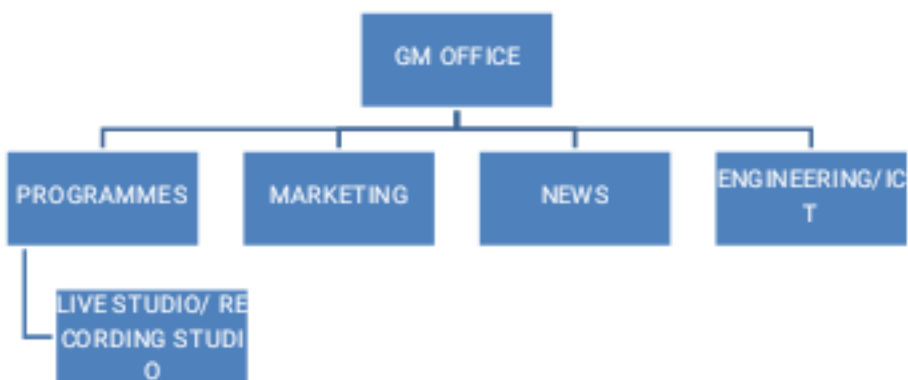 GM OFFICE
PROGRAMMES
MARKETING
NEWS
ENGINEERING/IC
T
LIVE STUDIO/ RE
CORDING STUDI
O